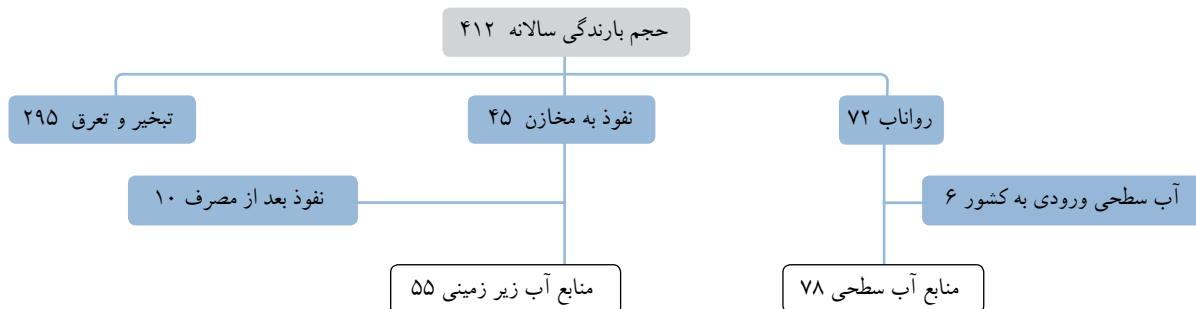 حجم بارندگی سالانه ۴۱۲
رواناب ۷۲
نفوذ به مخازن ۴۵
تبخیر و تعرق ۲۹۵
آب سطحی ورودی به کشور ۶
نفوذ بعد از مصرف ۱۰
منابع آب سطحی ۷۸
منابع آب زیر زمینی ۵۵